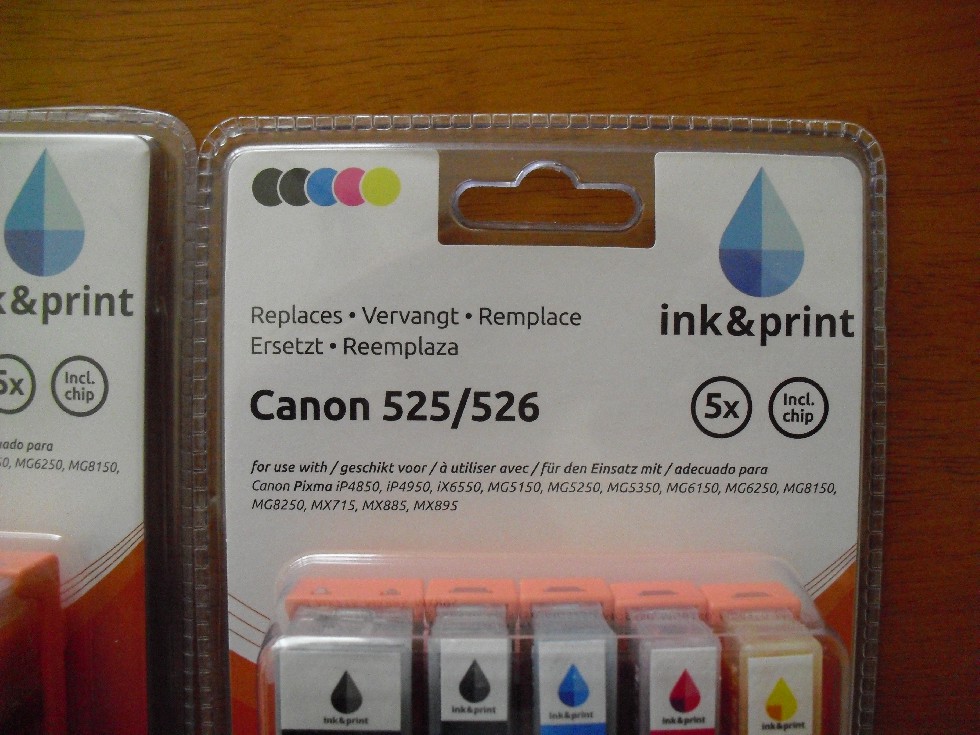 k&print
5x
Incl.
chip
uado para
50, MG6250, MG8150,
ink&print
Replaces • Vervangt • Remplace
Ersetzt • Reemplaza
Canon 525/526
5x
Incl.
chip
for use with / geschikt voor / à utiliser avec / für den Einsatz mit / adecuado para
Canon Pixma iP4850, iP4950, iX6550, MG5150, MG5250, MG5350, MG6150, MG6250, MG8150,
MG8250, MX715, MX885, MX895
ink&print
ink&print
ink&print
ink&print
ink&print